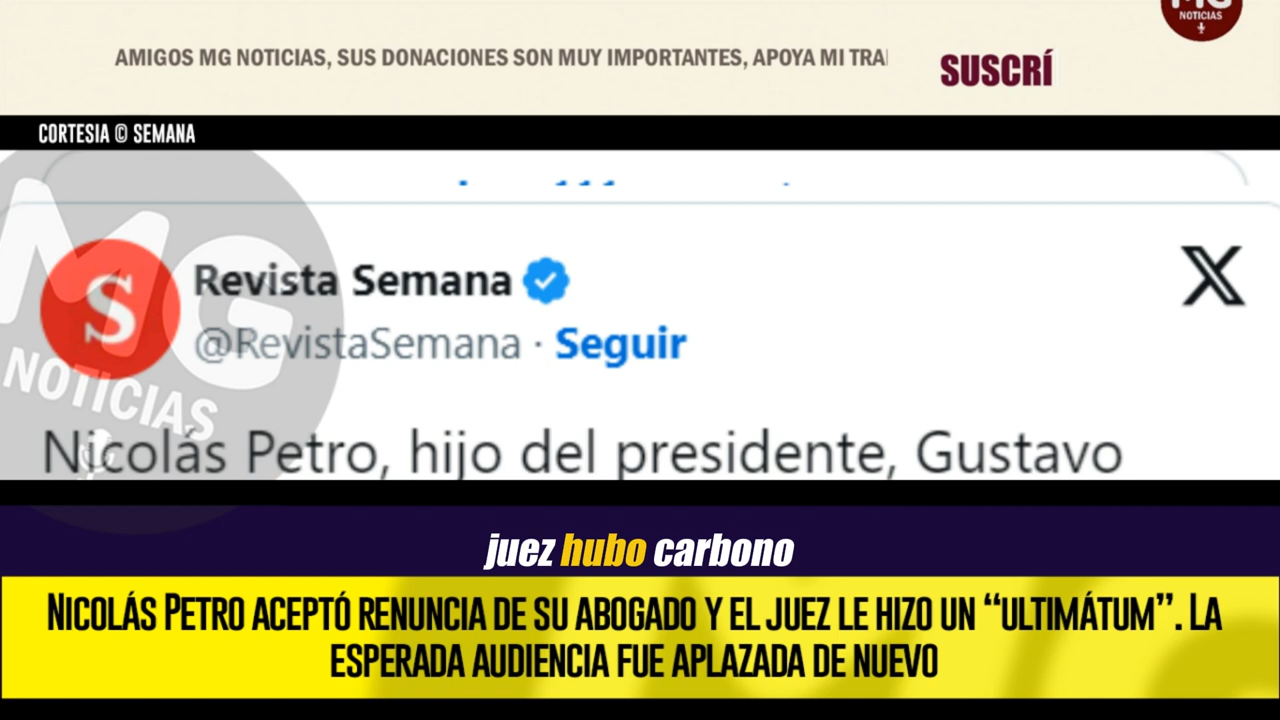 MG
NOTICIAS
AMIGOS MG NOTICIAS, SUS DONACIONES SON MUY IMPORTANTES, APOYA MI
SUSCRÍ
CORTESIA © SEMANA
S
Revista Semana
@RevistaSemana · Seguir
MG
NOTICIAS
Nicolás Petro, hijo del presidente, Gustavo
juez hubo carbono
NICOLÁS PETRO ACEPTÓ RENUNCIA DE SU ABOGADO Y EL JUEZ LE HIZO UN “ULTIMÁTUM”. LA
ESPERADA AUDIENCIA FUE APLAZADA DE NUEVO